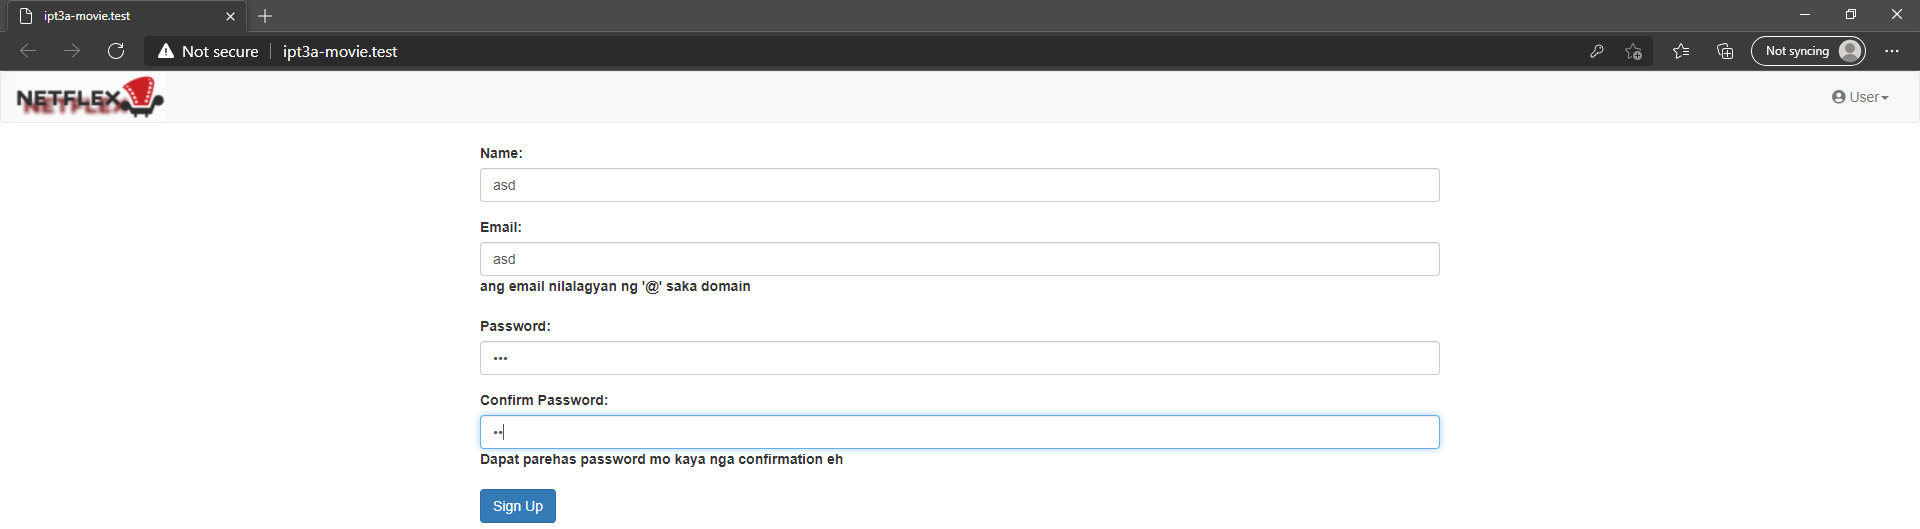 ipt3a-movie.test
Not secure
ipt3a-movie.test
Not syncing
NETFLEX
NETFLEX
User
Name:
asd
Email:
asd
ang email nilalagyan ng '@' saka domain
Password:
•••
Confirm Password:
••
Dapat parehas password mo kaya nga confirmation eh
Sign Up